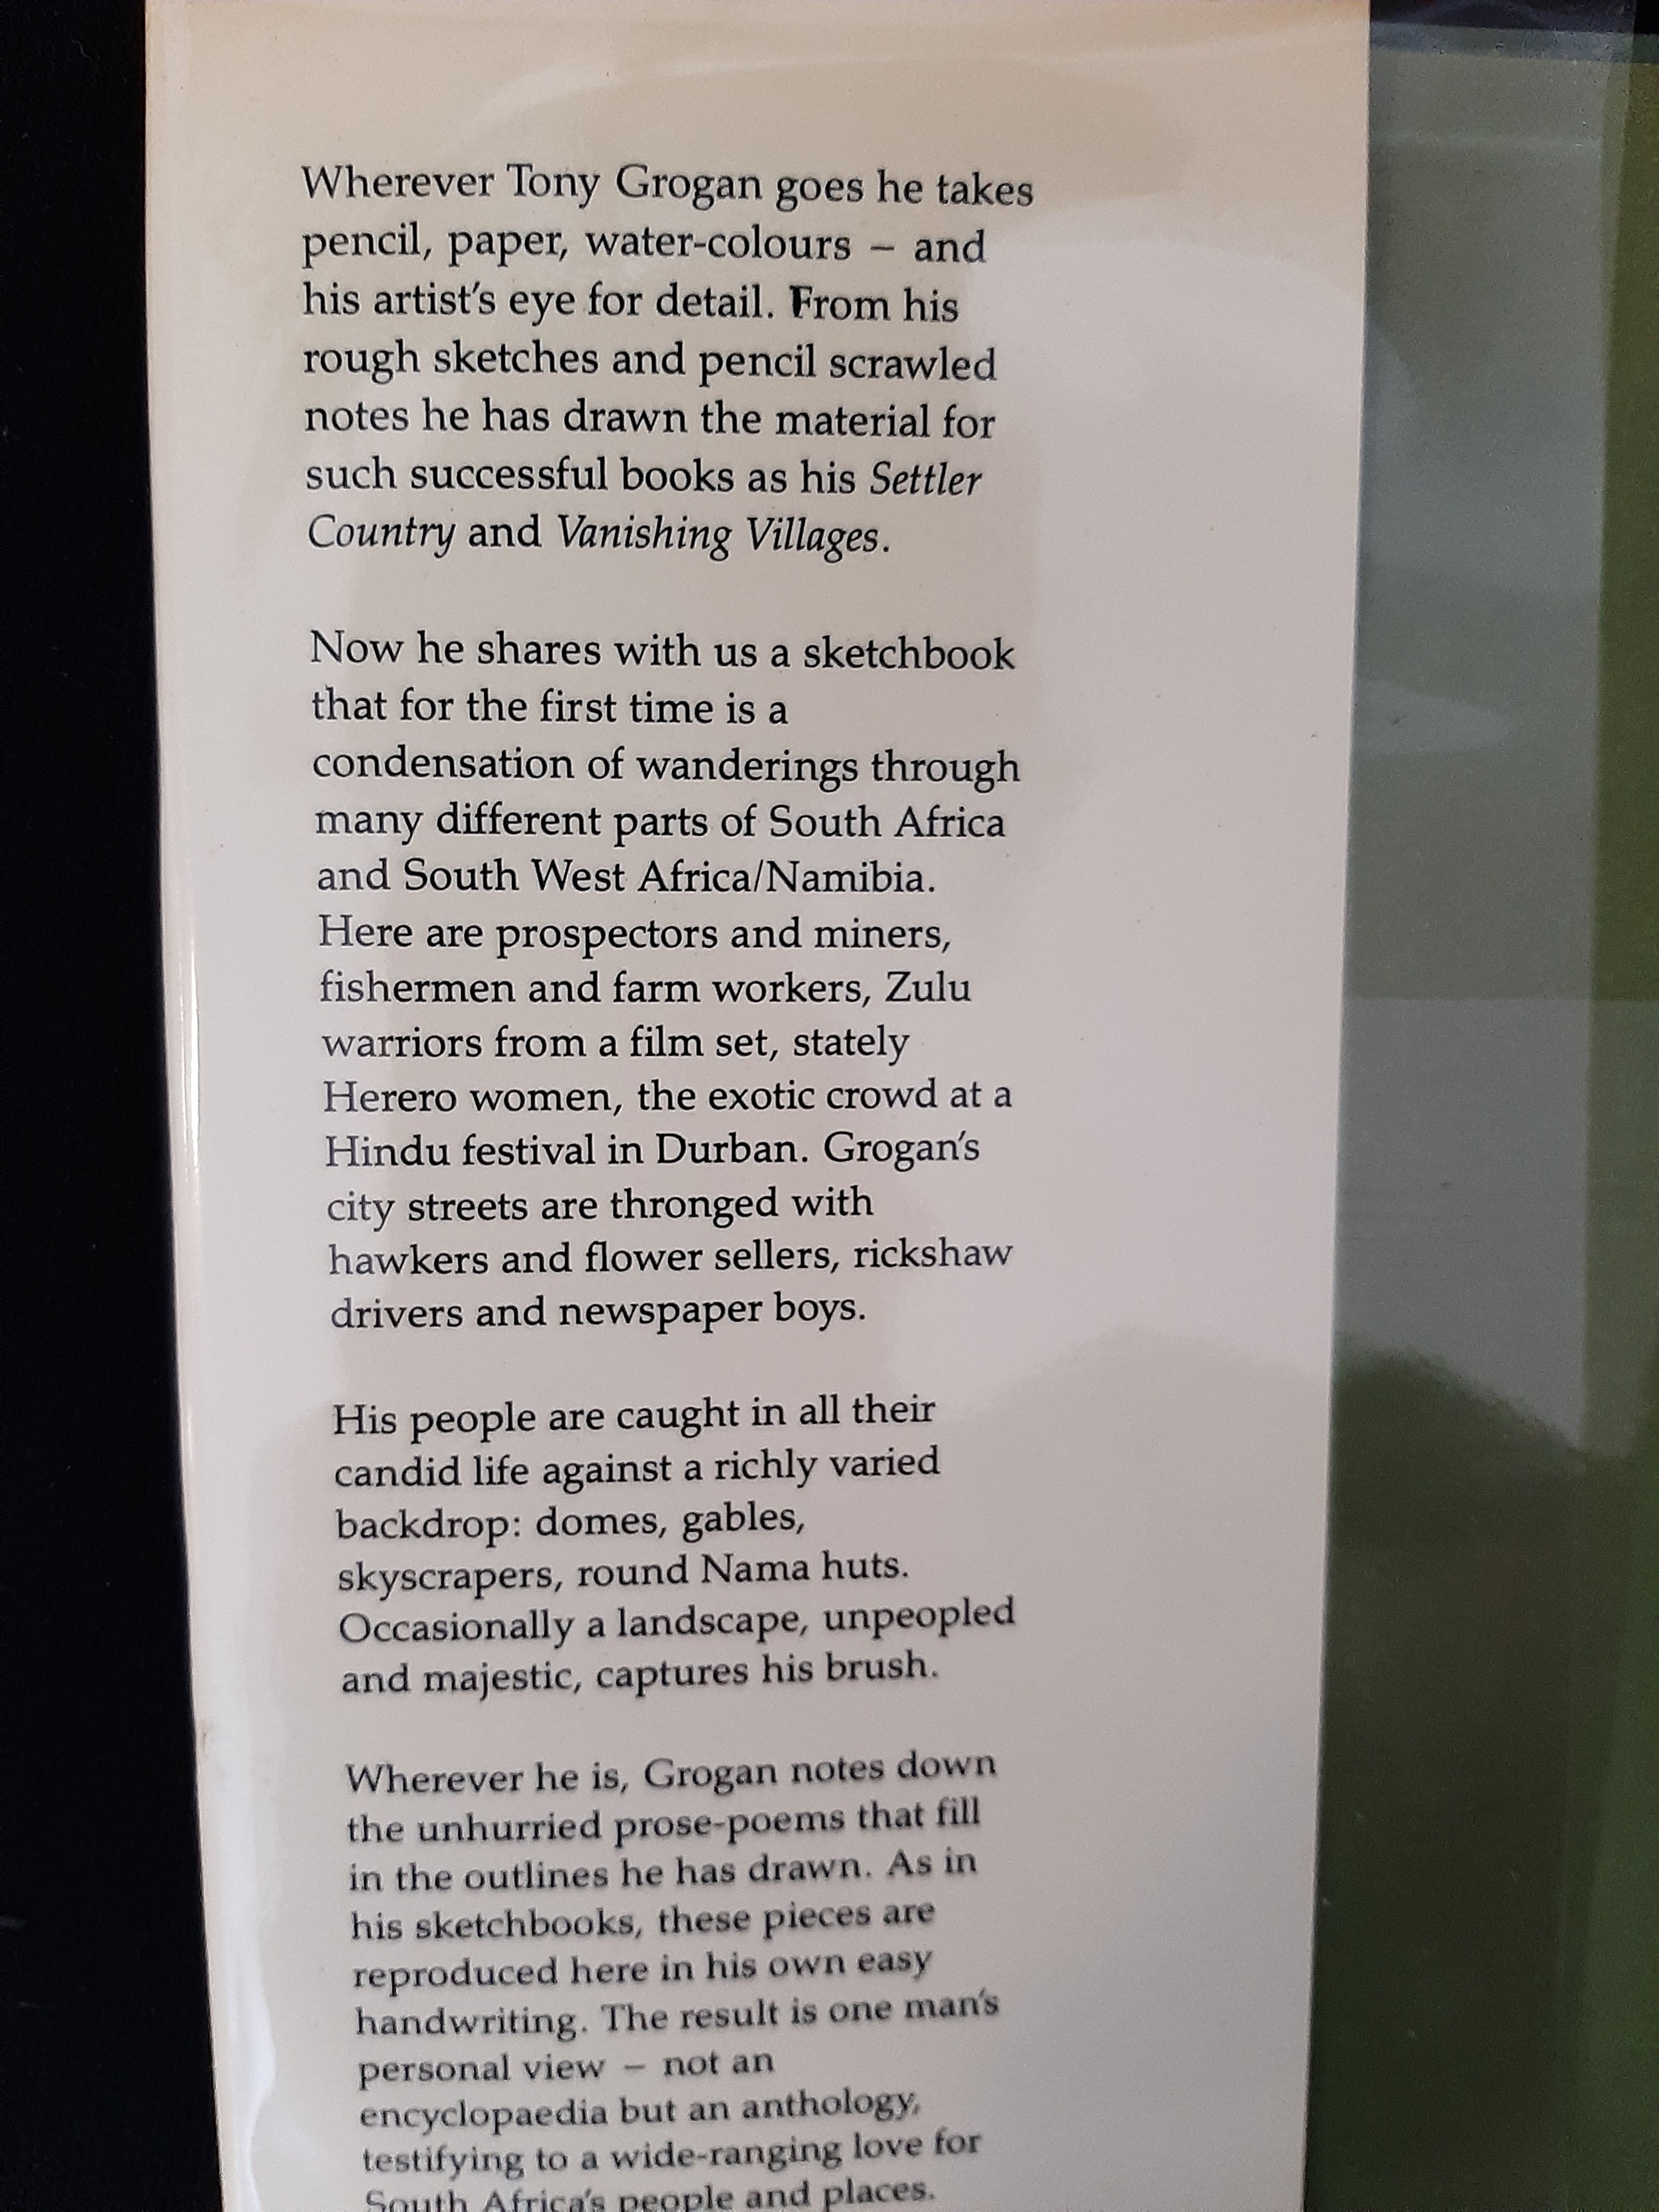 Wherever Tony Grogan goes he takes
pencil, paper, water-colours – and
his artist's eye for detail. From his
rough sketches and pencil scrawled
notes he has drawn the material for
such successful books as his Settler
Country and Vanishing Villages.
Now he shares with us a sketchbook
that for the first time is a
condensation of wanderings through
many different parts of South Africa
and South West Africa/Namibia.
Here are prospectors and miners,
fishermen and farm workers, Zulu
warriors from a film set, stately
Herero women, the exotic crowd at a
Hindu festival in Durban. Grogan's
city streets are thronged with
hawkers and flower sellers, rickshaw
drivers and newspaper boys.
His people are caught in all their
candid life against a richly varied
backdrop: domes, gables,
skyscrapers, round Nama huts.
Occasionally a landscape, unpeopled
and majestic, captures his brush.
Wherever he is, Grogan notes down
the unhurried prose-poems that fill
in the outlines he has drawn. As in
his sketchbooks, these pieces are
reproduced here in his own easy
handwriting. The result is one man's
personal view – not an
encyclopaedia but an anthology,
testifying to a wide-ranging love for
South Africa's people and places.